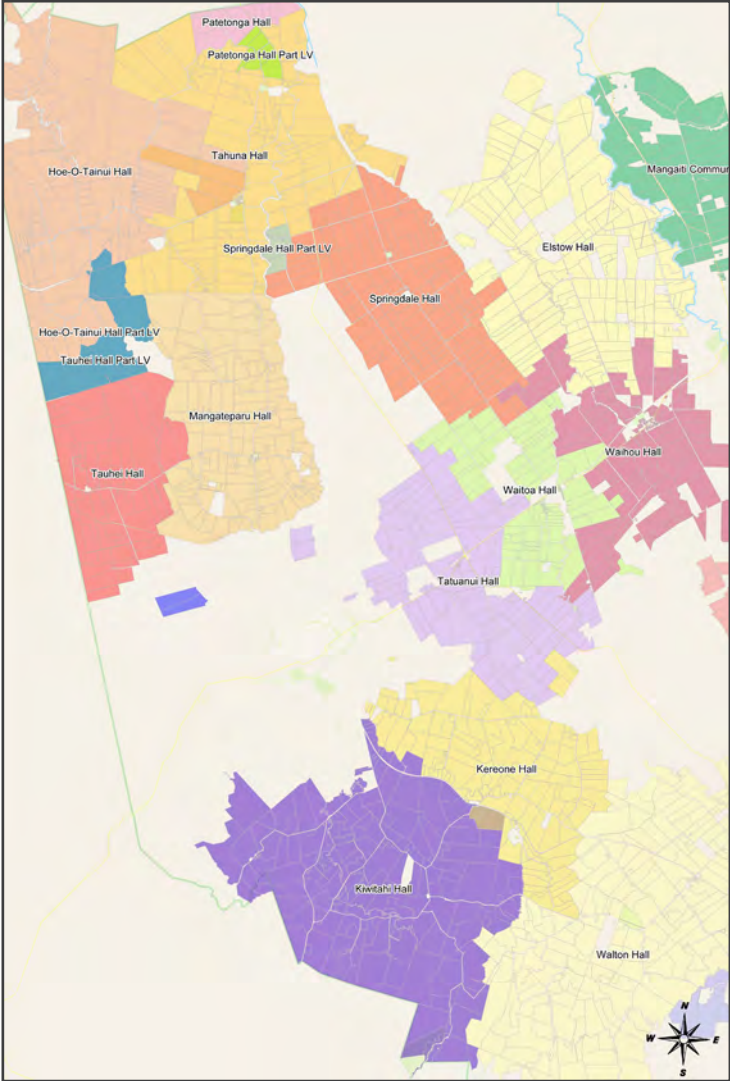 Patetonga Hall
Patetonga Hall Part LV
Tahuna Hall
Hoe-O-Tainui Hall
Mangaiti Commun
Springdale Hall Part LV
Elstow Hall
Springdale Hall
Hoe-O-Tainui Hall Part LV
Tauhei Hall Part LV
Mangateparu Hall
Waihou Hall
Tauhei Hall
Waitoa Hall
Tatuanui Hall
Kereone Hall
Kiwitahi Hall
Walton Hall
N
W E
S